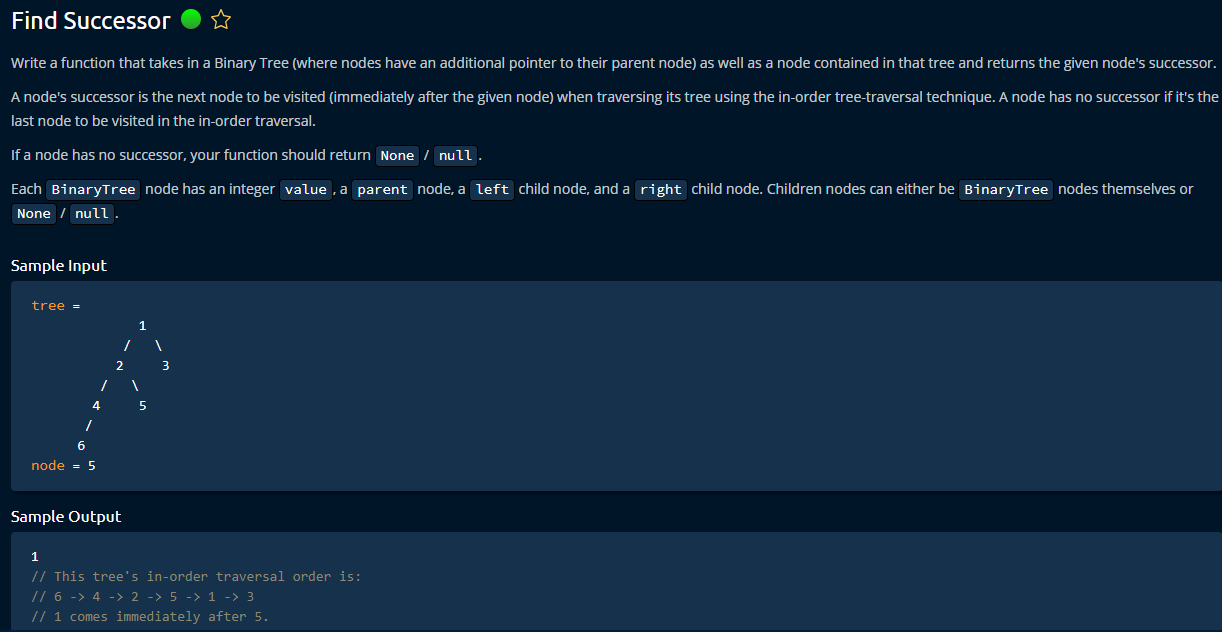 Find Successor
Write a function that takes in a Binary Tree (where nodes have an additional pointer to their parent node) as well as a node contained in that tree and returns the given node's successor.
A node's successor is the next node to be visited (immediately after the given node) when traversing its tree using the in-order tree-traversal technique. A node has no successor if it's the
last node to be visited in the in-order traversal.
If a node has no successor, your function should return None / null .
Each BinaryTree node has an integer value , a parent node, a left child node, and a right child node. Children nodes can either be BinaryTree nodes themselves or
None / null .
Sample Input
tree =
1
/ \
2 3
/ \
4 5
/
6
node = 5
Sample Output
1
// This tree's in-order traversal order is:
// 6 -> 4 -> 2 -> 5 -> 1 -> 3
// 1 comes immediately after 5.